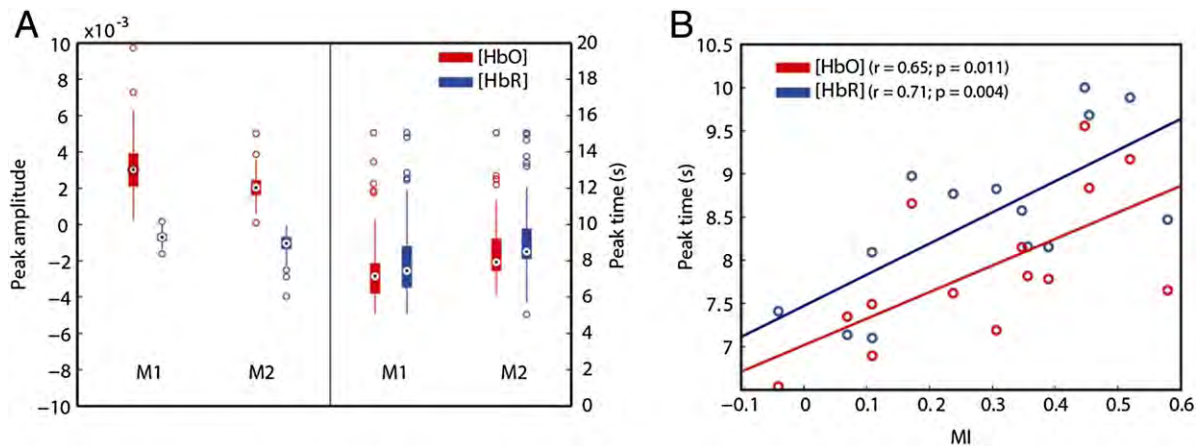 A
×10⁻³
10
8
6
4
2
0
−2
−4
−6
−8
−10
Peak amplitude
M1
M2
M1
M2
[HbO]
[HbR]
20
18
16
14
12
10
8
6
4
2
0
Peak time (s)
B
10.5
10
9.5
9
8.5
8
7.5
7
Peak time (s)
[HbO] (r = 0.65; p = 0.011)
[HbR] (r = 0.71; p = 0.004)
−0.1
0
0.1
0.2
0.3
0.4
0.5
0.6
MI